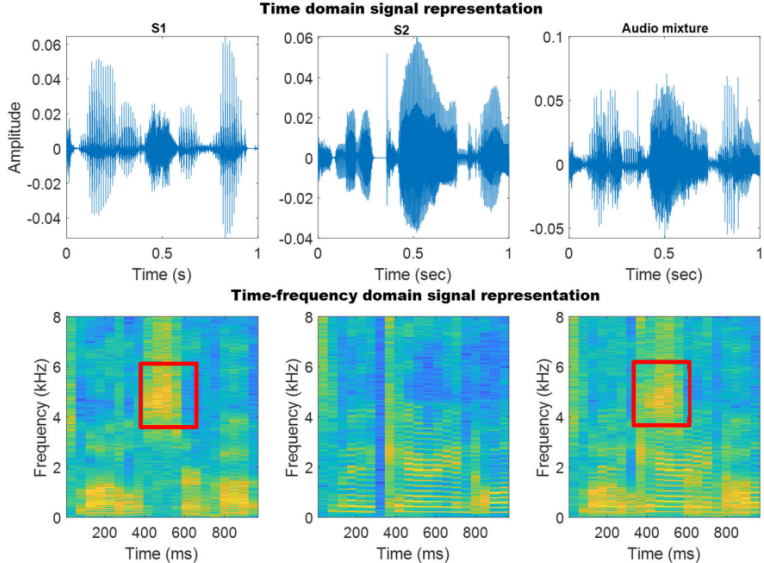 Time domain signal representation
S1
S2
Audio mixture
Amplitude
0.06
0.04
0.02
0
-0.02
-0.04
0
0.5
1
Time (s)
0.06
0.04
0.02
0
-0.02
-0.04
0
0.5
1
Time (sec)
0.1
0.05
0
-0.05
0
0.5
1
Time (sec)
Time-frequency domain signal representation
Frequency (kHz)
8
6
4
2
0
200 400 600 800
Time (ms)
Frequency (kHz)
8
6
4
2
0
200 400 600 800
Time (ms)
Frequency (kHz)
8
6
4
2
0
200 400 600 800
Time (ms)